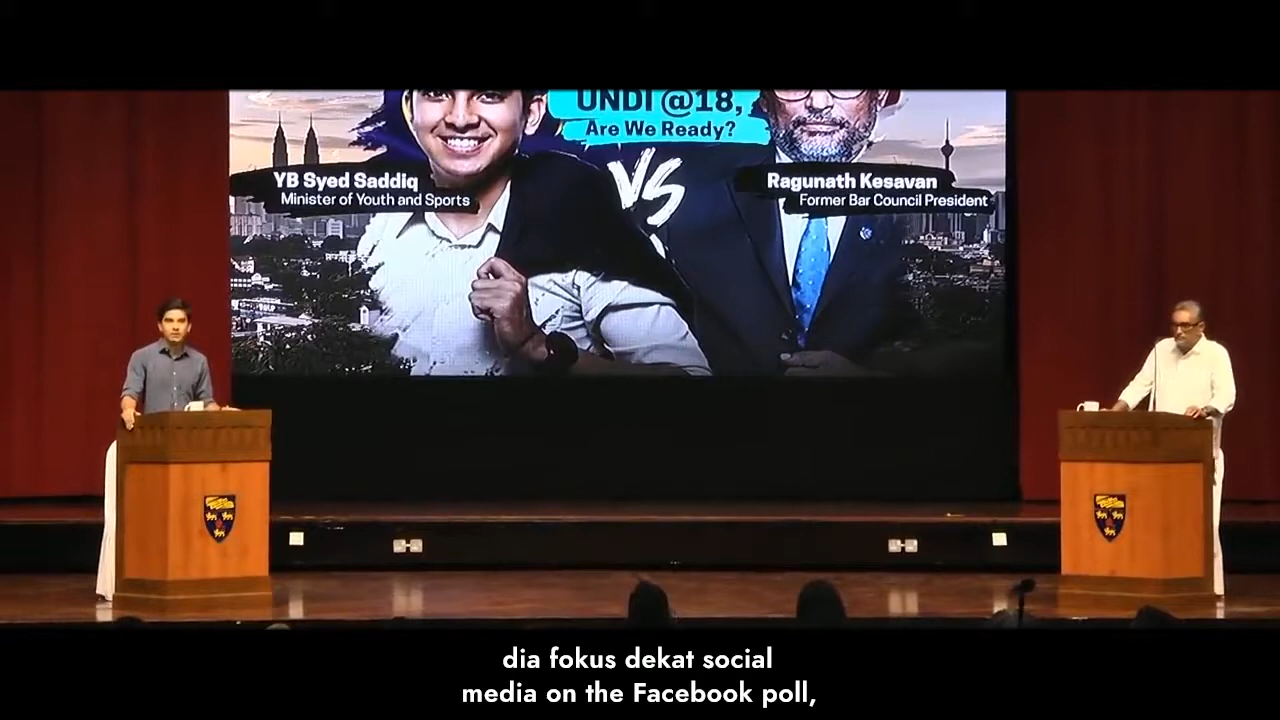 UNDI @18,
Are We Ready?
VS
YB Syed Saddiq
Minister of Youth and Sports
Ragunath Kesavan
Former Bar Council President
dia fokus dekat social
media on the Facebook poll,